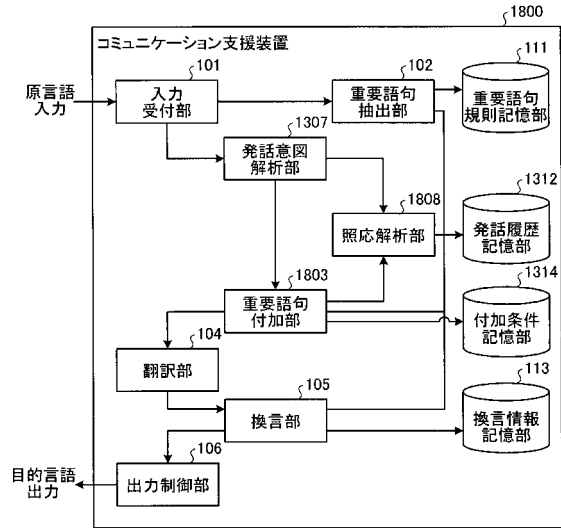 1800
コミュニケーション支援装置
101
102
111
原言語
入力
入力
受付部
重要語句
抽出部
重要語句
規則記憶部
1307
発話意図
解析部
1808
1312
照応解析部
発話履歴
記憶部
1803
1314
重要語句
付加部
付加条件
記憶部
104
翻訳部
105
113
換言部
換言情報
記憶部
106
目的言語
出力
出力制御部